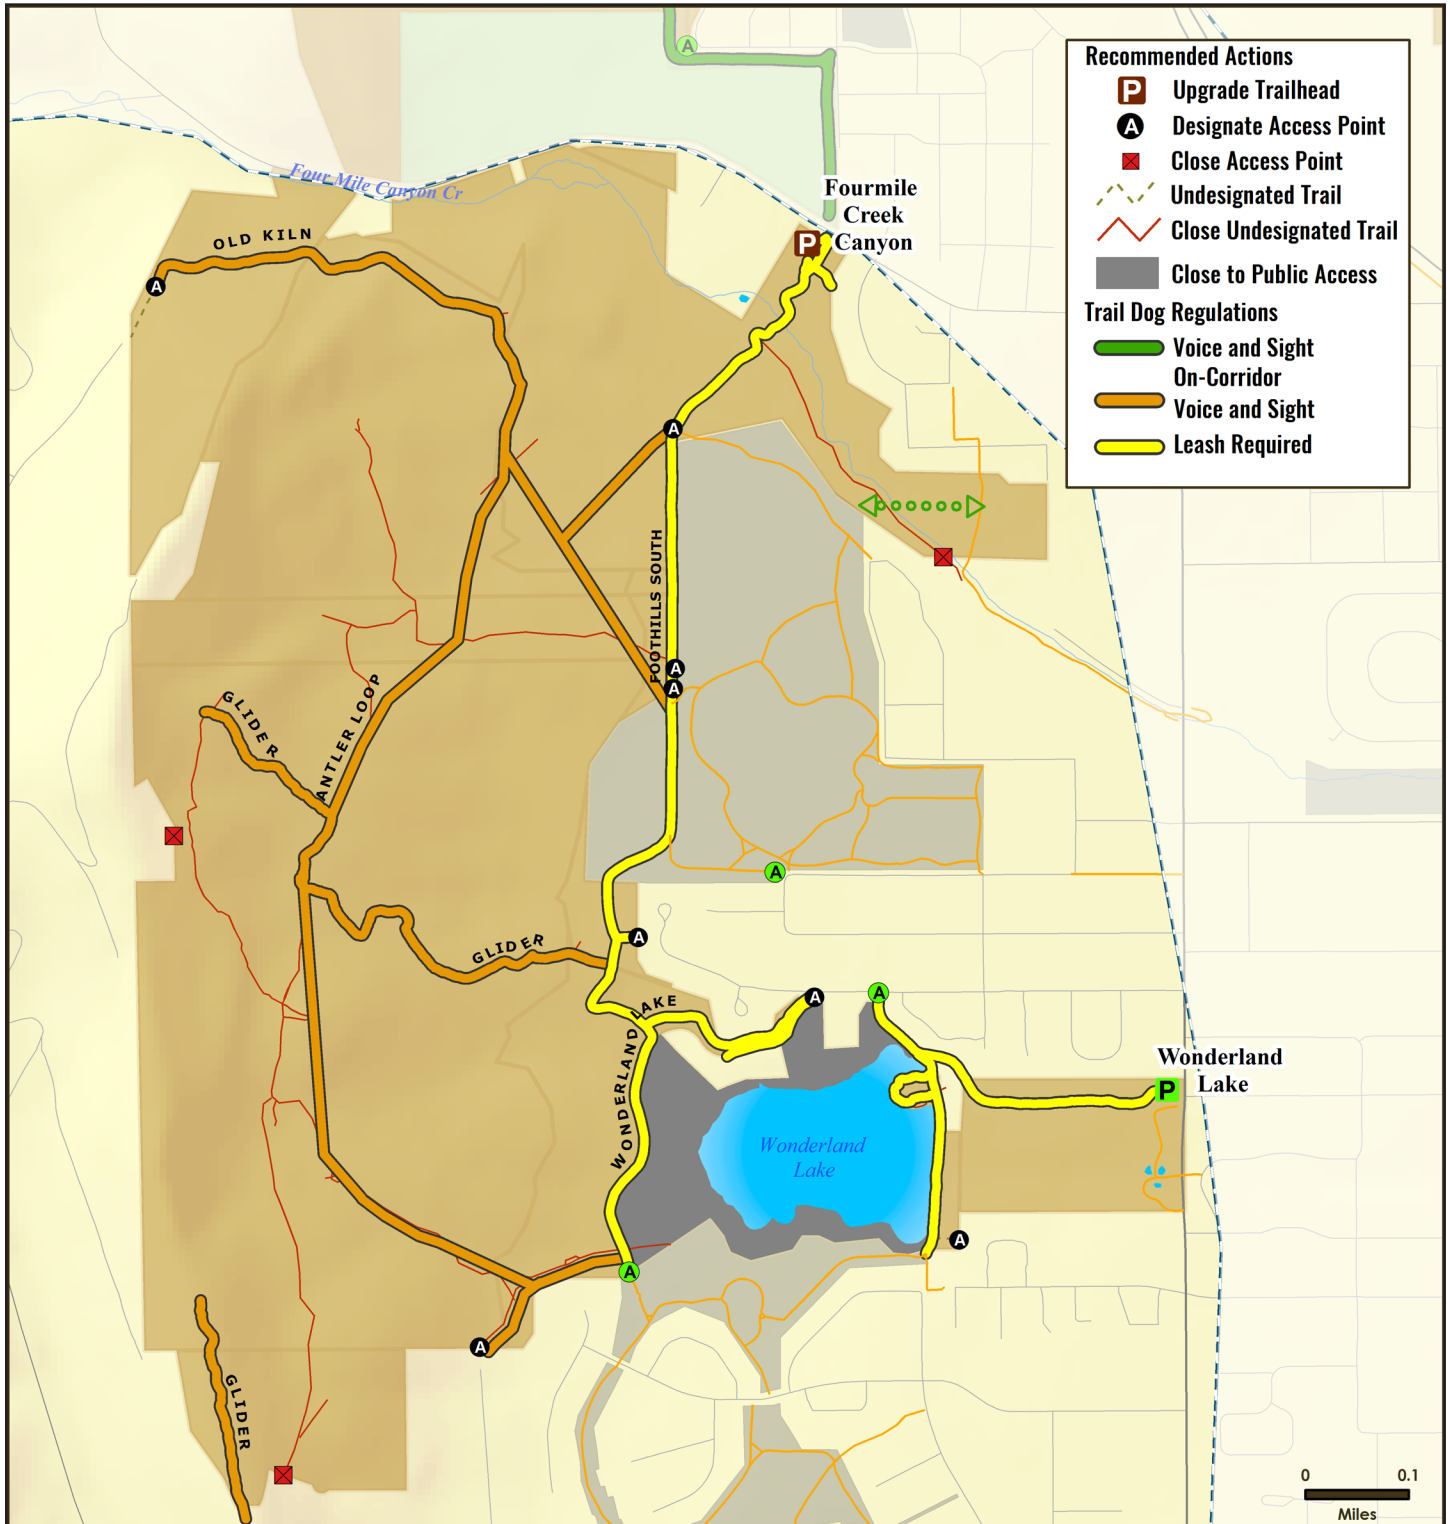 A
Recommended Actions
P Upgrade Trailhead
A Designate Access Point
Close Access Point
Undesignated Trail
Close Undesignated Trail
Close to Public Access
Trail Dog Regulations
Voice and Sight
On-Corridor
Voice and Sight
Leash Required
Four Mile Canyon Cr
Fourmile
Creek
Canyon
P
OLD KILN
A
A
FOOTHILLS SOUTH
A
A
GLIDER
ANTLER LOOP
A
A
GLIDER
WONDERLAND LAKE
A
A
Wonderland
Lake
P
Wonderland
Lake
A
A
A
GLIDER
0 0.1
Miles